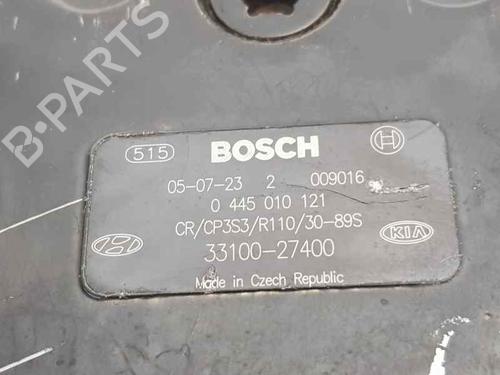 B-PARTS
515 BOSCH
05-07-23 2 009016
0 445 010 121
CR/CP3S3/R110/30-89S
33100-27400
KIA
Made in Czech Republic